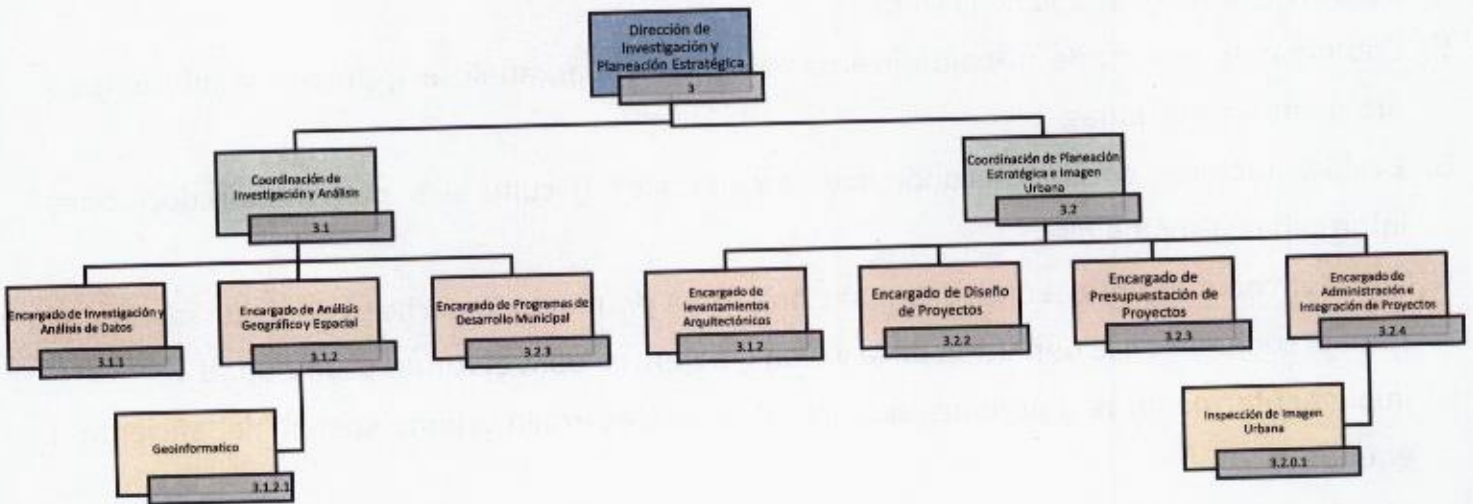 Dirección de
Investigación y
Planeación Estratégica
3
Coordinación de
Investigación y Análisis
3.1
Coordinación de Planeación
Estratégica e Imagen
Urbana
3.2
Encargado de Investigación y
Análisis de Datos
3.1.1
Encargado de Análisis
Geográfico y Espacial
3.1.2
Encargado de Programas de
Desarrollo Municipal
3.2.3
Encargado de
levantamientos
Arquitectónicos
3.1.2
Encargado de Diseño
de Proyectos
3.2.2
Encargado de
Presupuestación de
Proyectos
3.2.3
Encargado de
Administración e
Integración de Proyectos
3.2.4
Geoinformatico
3.1.2.1
Inspección de Imagen
Urbana
3.2.0.1